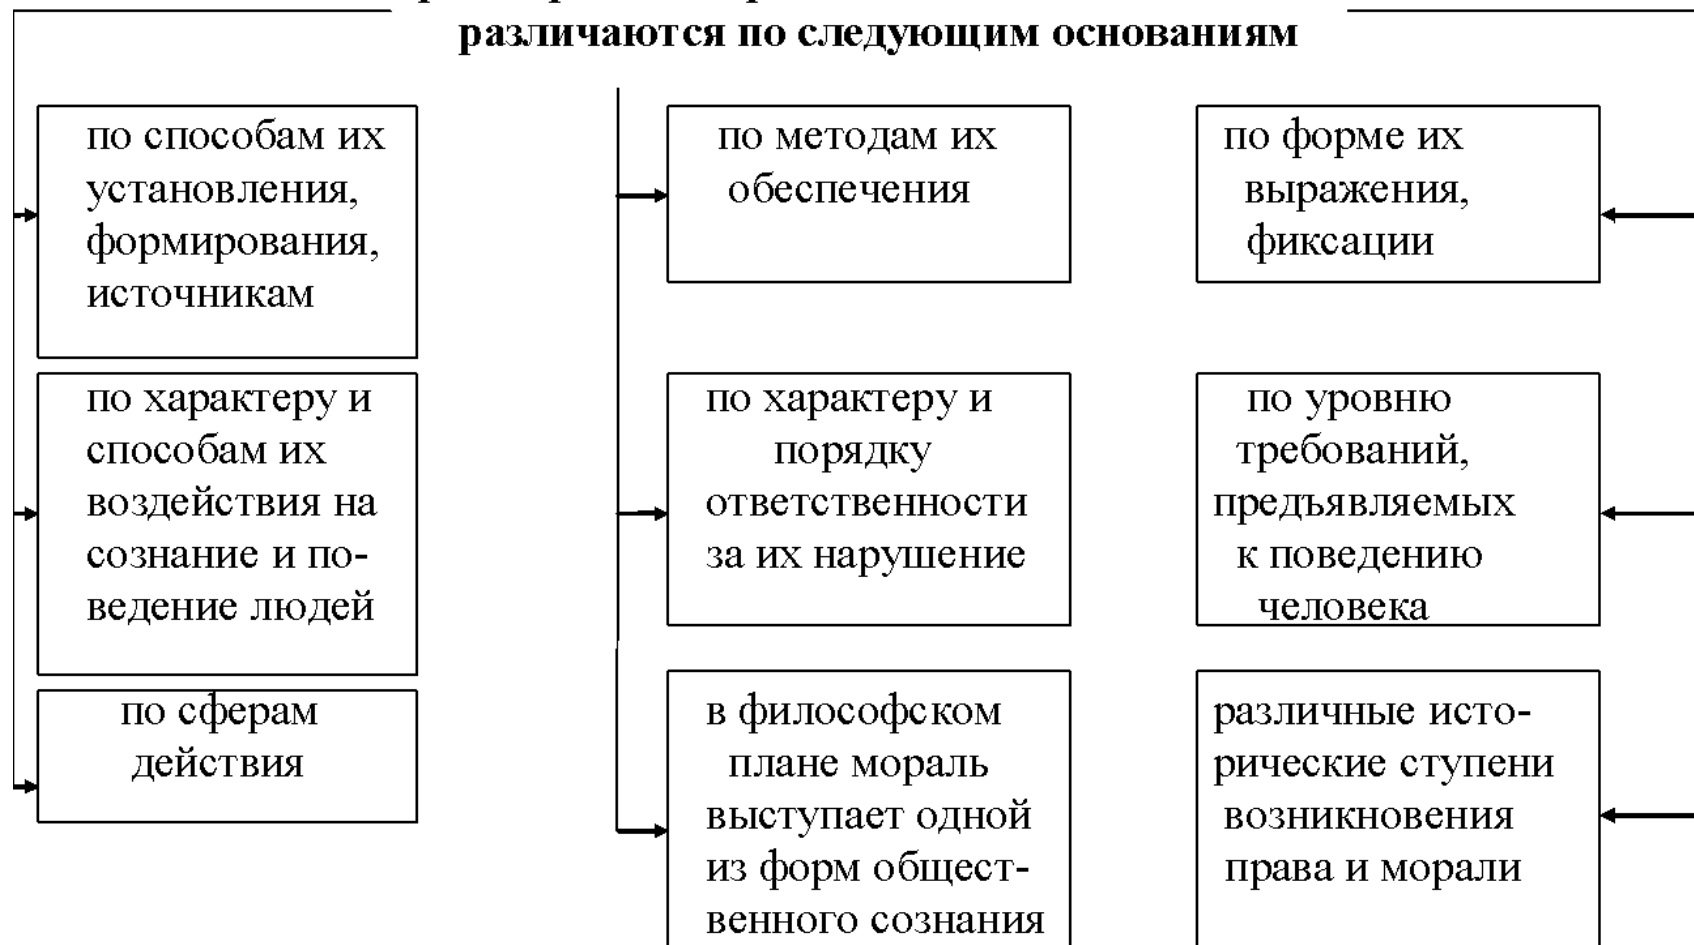 различаются по следующим основаниям
по способам их
установления,
формирования,
источникам
по методам их
обеспечения
по форме их
выражения,
фиксации
по характеру и
способам их
воздействия на
сознание и по-
ведение людей
по характеру и
порядку
ответственности
за их нарушение
по уровню
требований,
предъявляемых
к поведению
человека
по сферам
действия
в философском
плане мораль
выступает одной
из форм общест-
венного сознания
различные исто-
рические ступени
возникновения
права и морали